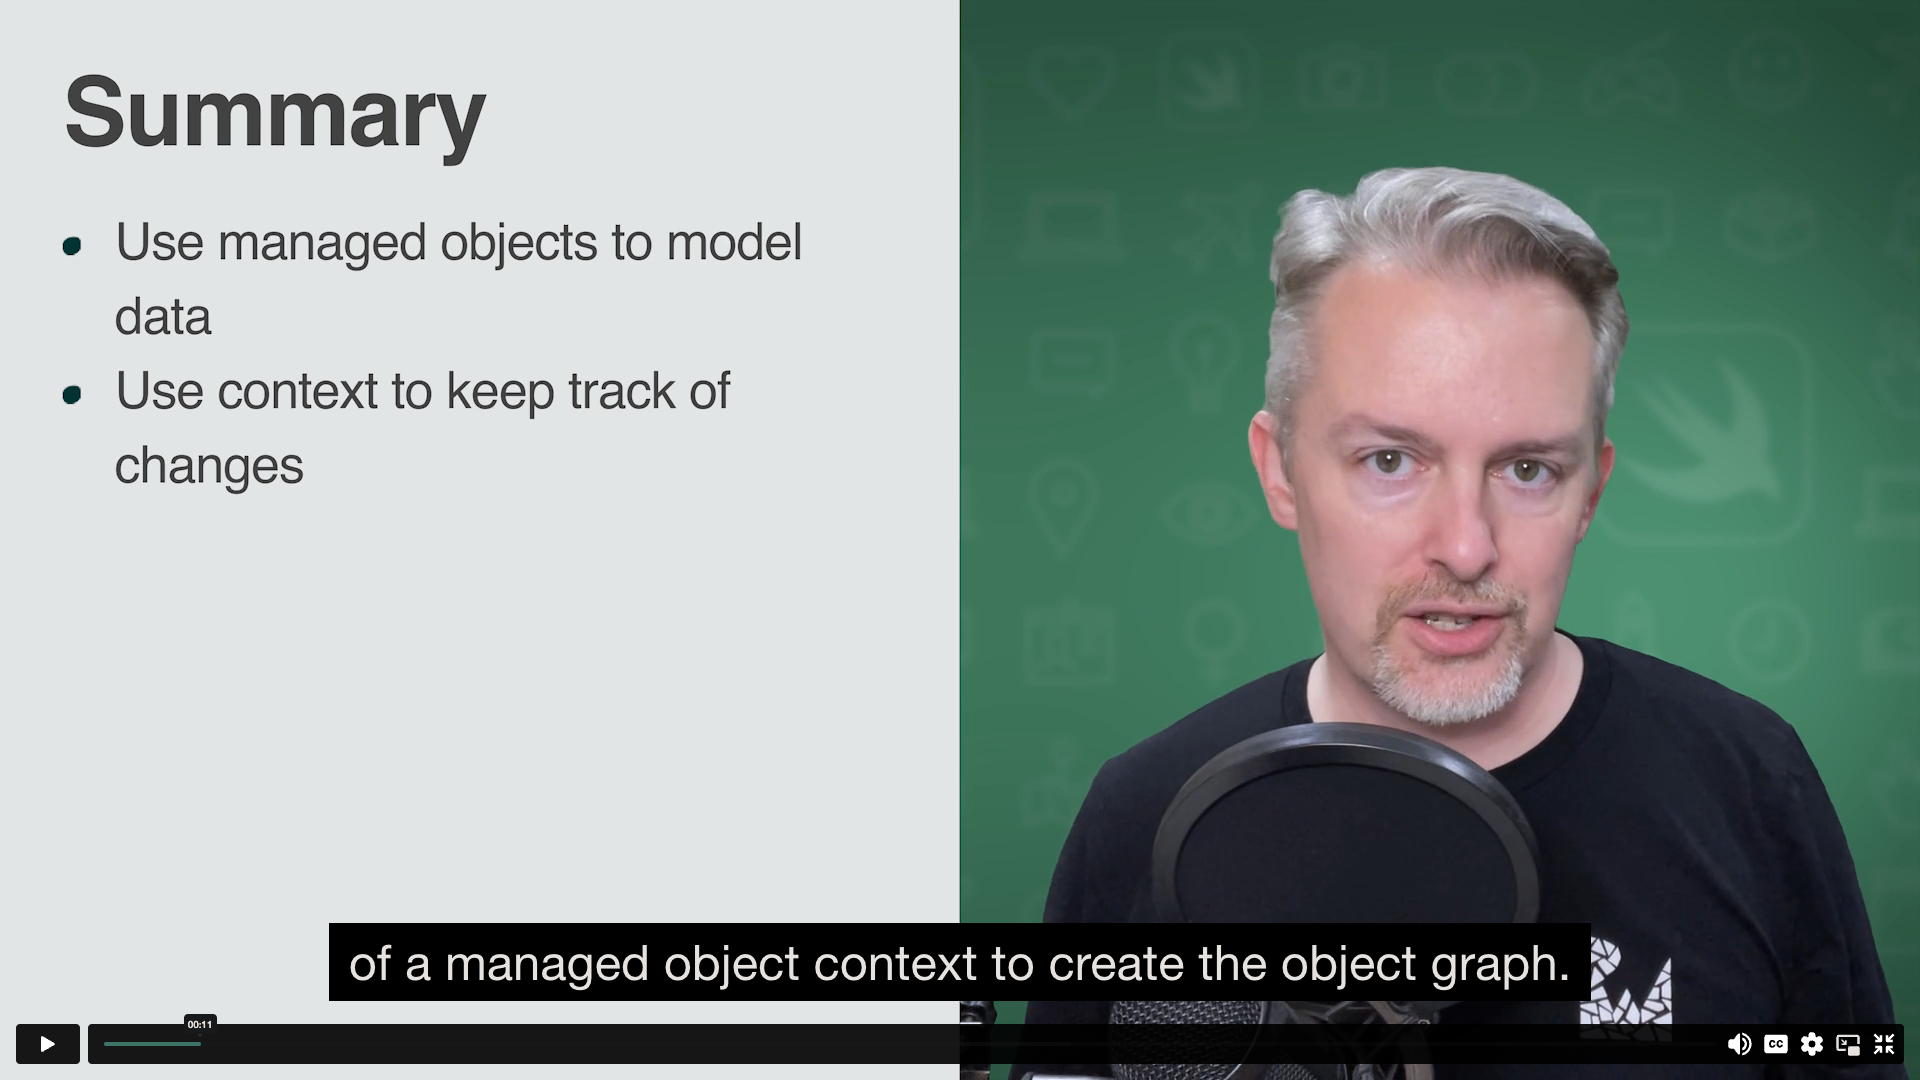 Summary
Use managed objects to model
data
Use context to keep track of
changes
of a managed object context to create the object graph.
00:11
CC